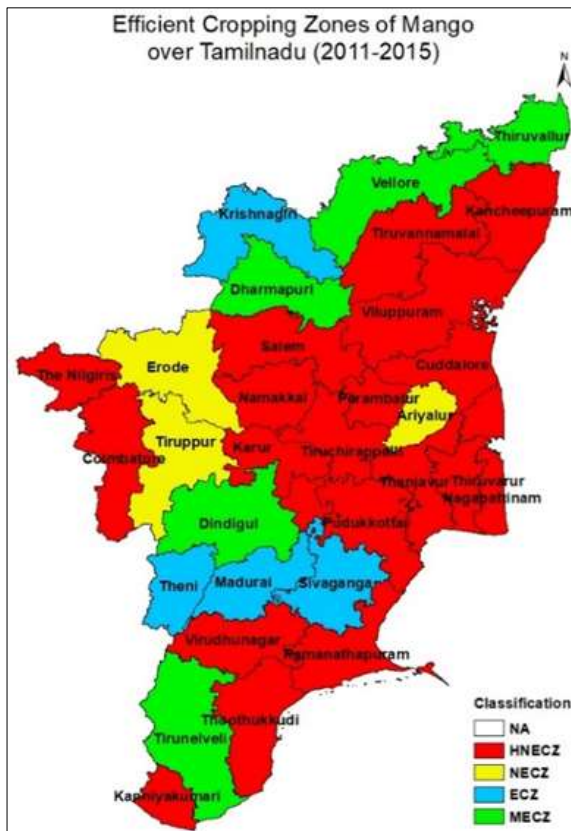 Efficient Cropping Zones of Mango
over Tamilnadu (2011-2015)
N
Thiruvallur
Vellore
Kancheepuram
Krishnagiri
Tiruvannamalai
Dharmapuri
Viluppuram
Salem
Erode
The Nilgiris
Cuddalore
Namakkal
Perambalur
Ariyalur
Tiruppur
Karur
Coimbatore
Tiruchirappalli
Thanjavur
Thiruvarur
Nagapattinam
Pudukkottai
Dindigul
Theni
Madurai
Sivaganga
Virudhunagar
Ramanathapuram
Thoothukkudi
Tirunelveli
Kanniyakumari
Classification
NA
HNECZ
NECZ
ECZ
MECZ